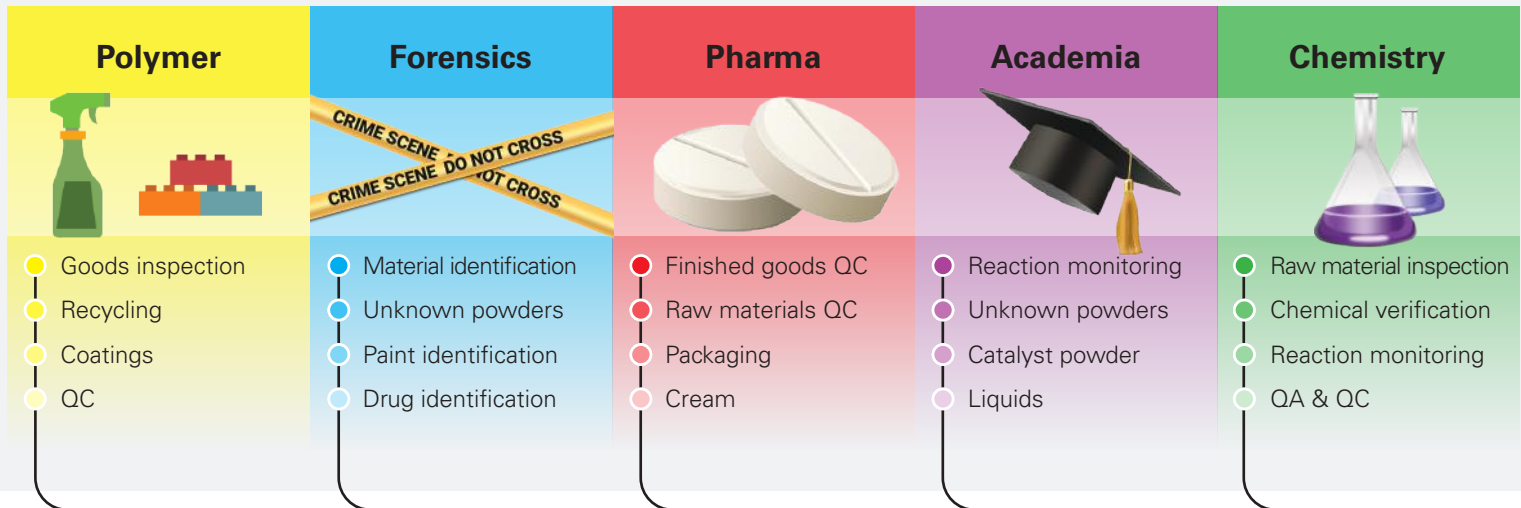 Polymer
Forensics
Pharma
Academia
Chemistry
CRIME SCENE DO NOT CROSS
CRIME SCENE NOT CROSS
Goods inspection
Recycling
Coatings
QC
Material identification
Unknown powders
Paint identification
Drug identification
Finished goods QC
Raw materials QC
Packaging
Cream
Reaction monitoring
Unknown powders
Catalyst powder
Liquids
Raw material inspection
Chemical verification
Reaction monitoring
QA & QC